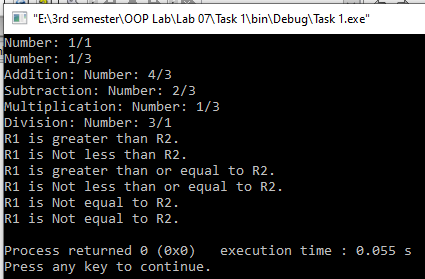 "E:\3rd semester\OOP Lab\Lab 07\Task 1\bin\Debug\Task 1.exe"
Number: 1/1
Number: 1/3
Addition: Number: 4/3
Subtraction: Number: 2/3
Multiplication: Number: 1/3
Division: Number: 3/1
R1 is greater than R2.
R1 is Not less than R2.
R1 is greater than or equal to R2.
R1 is Not less than or equal to R2.
R1 is Not equal to R2.
R1 is Not equal to R2.
Process returned 0 (0x0)   execution time : 0.055 s
Press any key to continue.